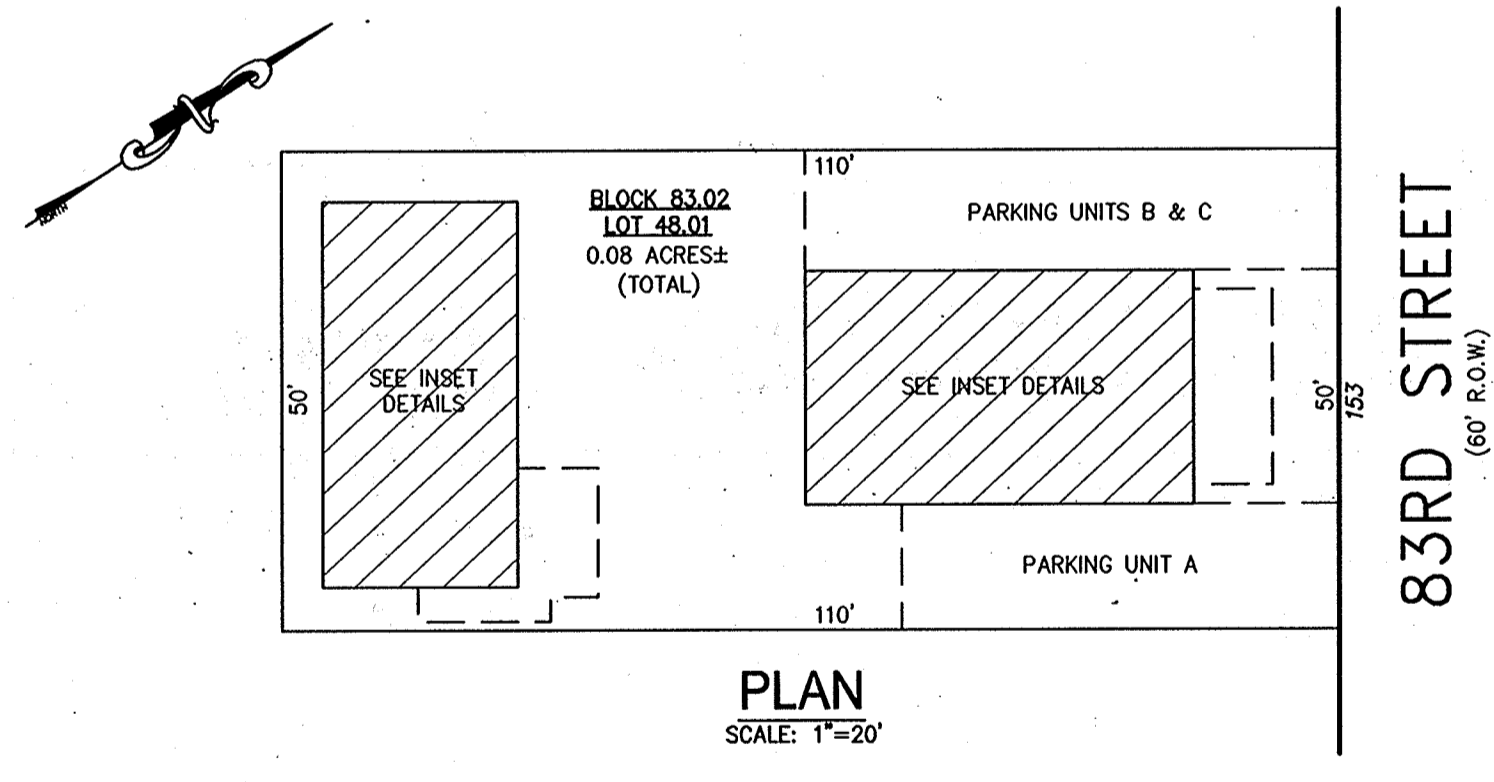 NORTH
110'
BLOCK 83.02
LOT 48.01
0.08 ACRES±
(TOTAL)
PARKING UNITS B & C
SEE INSET
DETAILS
SEE INSET DETAILS
50'
50'
153
83RD STREET
(60' R.O.W.)
PARKING UNIT A
110'
PLAN
SCALE: 1"=20'